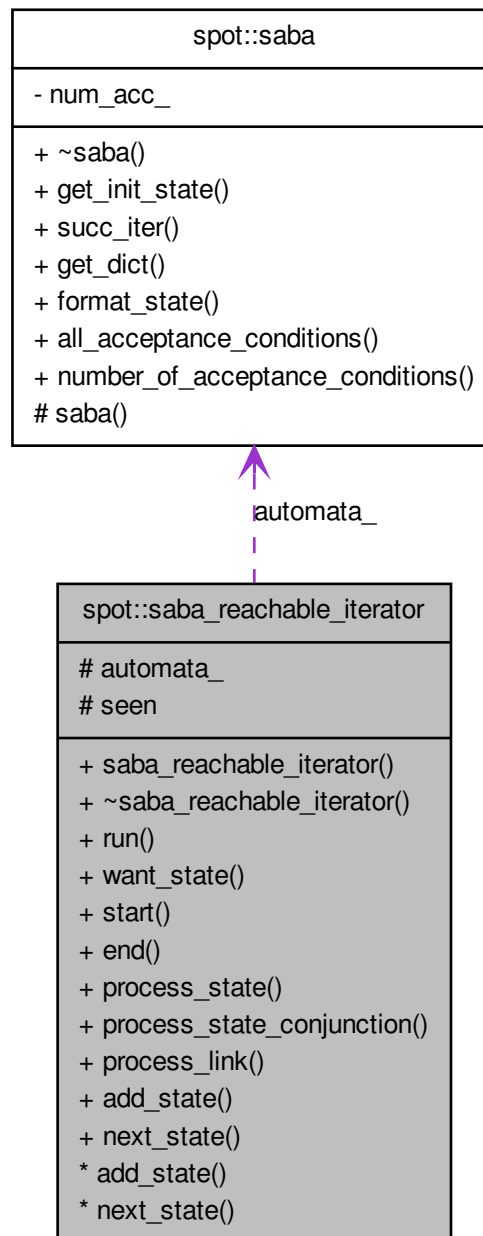 spot::saba
- num_acc_
+ ~saba()
+ get_init_state()
+ succ_iter()
+ get_dict()
+ format_state()
+ all_acceptance_conditions()
+ number_of_acceptance_conditions()
# saba()
automata_
spot::saba_reachable_iterator
# automata_
# seen
+ saba_reachable_iterator()
+ ~saba_reachable_iterator()
+ run()
+ want_state()
+ start()
+ end()
+ process_state()
+ process_state_conjunction()
+ process_link()
+ add_state()
+ next_state()
* add_state()
* next_state()